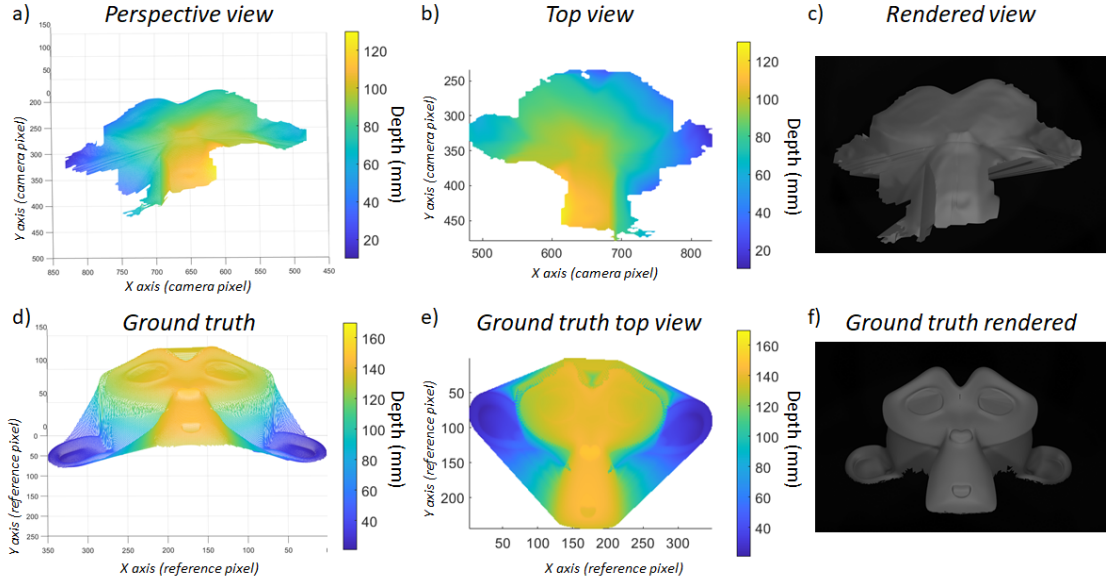 a) Perspective view
b) Top view
c) Rendered view
150
100
50
0
200
250
300
350
400
450
500
850 800 750 700 650 600 550 500 450
Y axis (camera pixel)
X axis (camera pixel)
120
100
80
60
40
20
Depth (mm)
250
300
350
400
450
500 600 700 800
Y axis (camera pixel)
X axis (camera pixel)
120
100
80
60
40
20
Depth (mm)
d) Ground truth
e) Ground truth top view
f) Ground truth rendered
150
100
50
0
0
50
100
150
200
250
350 300 250 200 150 100 50
Y axis (reference pixel)
X axis (reference pixel)
160
140
120
100
80
60
40
Depth (mm)
50
100
150
200
50 100 150 200 250 300
Y axis (reference pixel)
X axis (reference pixel)
160
140
120
100
80
60
40
Depth (mm)